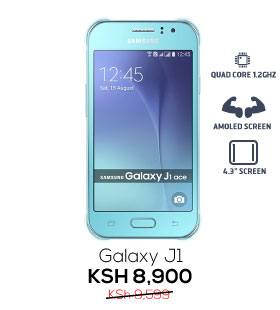 SAMSUNG
12:45
Sat, 15 August
SAMSUNG Galaxy J1 ace
QUAD CORE 1.2GHZ
AMOLED SCREEN
4.3" SCREEN
Galaxy J1
KSH 8,900
KSh 9,599